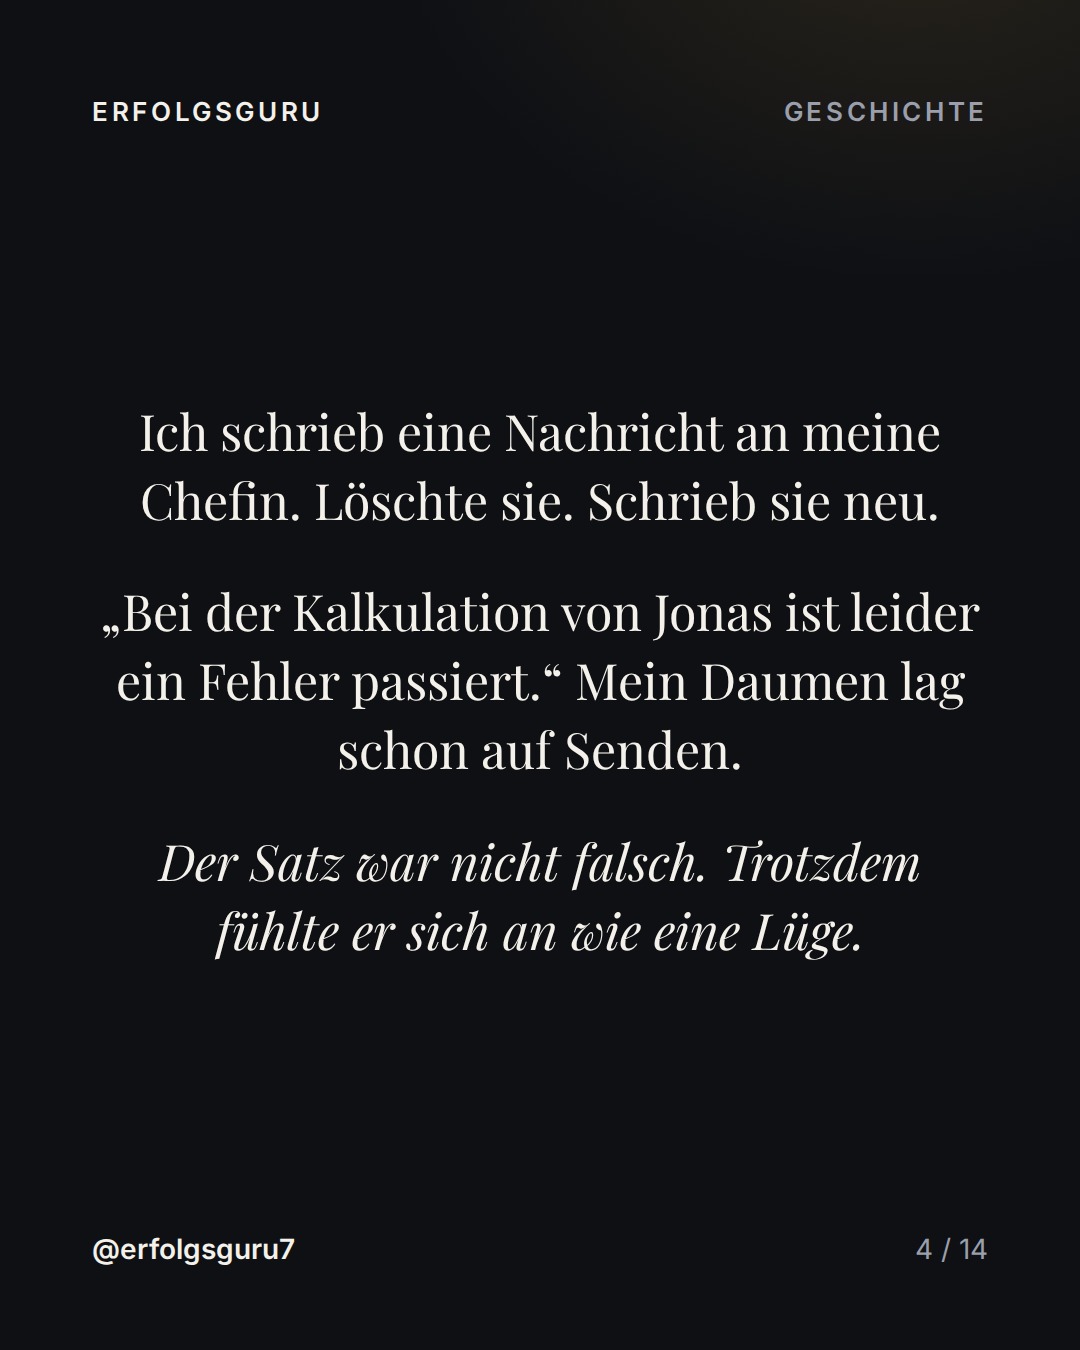 ERFOLGSGURU
GESCHICHTE
Ich schrieb eine Nachricht an meine
Chefin. Löschte sie. Schrieb sie neu.
„Bei der Kalkulation von Jonas ist leider
ein Fehler passiert.“ Mein Daumen lag
schon auf Senden.
Der Satz war nicht falsch. Trotzdem
fühlte er sich an wie eine Lüge.
@erfolgsguru7
4 / 14